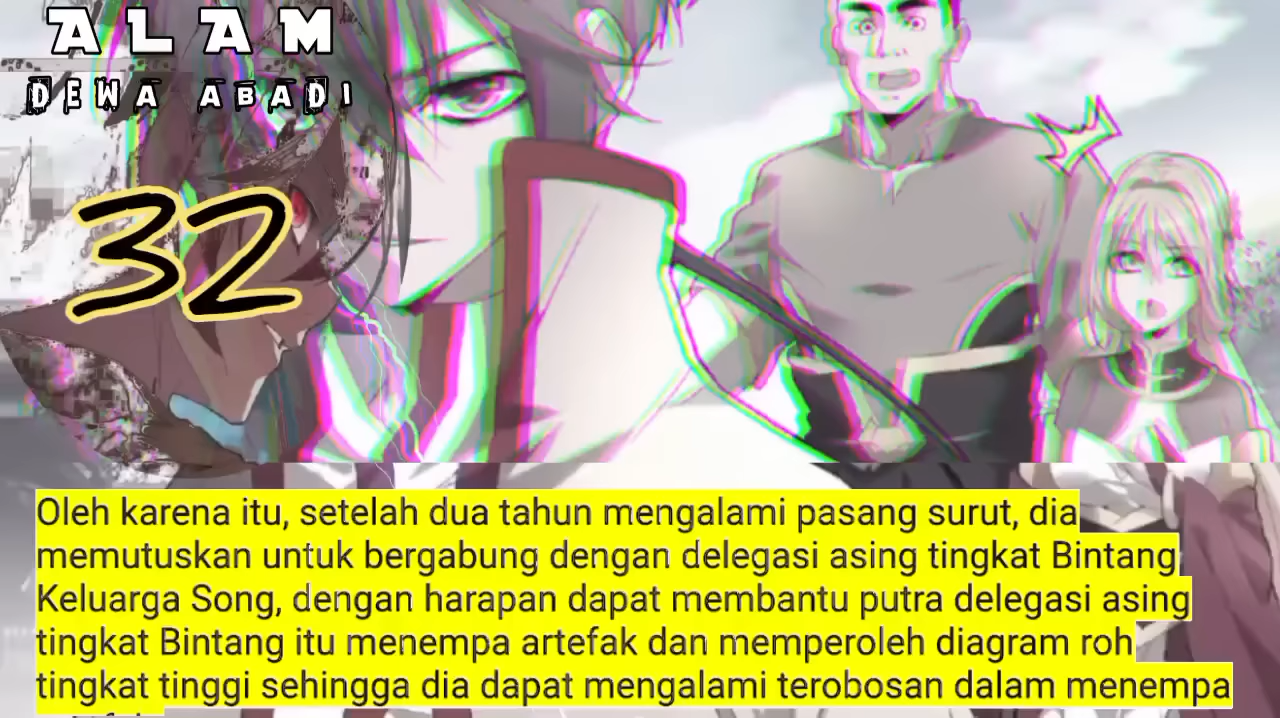 ALAM
DEWA ABADI
32
Oleh karena itu, setelah dua tahun mengalami pasang surut, dia
memutuskan untuk bergabung dengan delegasi asing tingkat Bintang
Keluarga Song, dengan harapan dapat membantu putra delegasi asing
tingkat Bintang itu menempa artefak dan memperoleh diagram roh
tingkat tinggi sehingga dia dapat mengalami terobosan dalam menempa